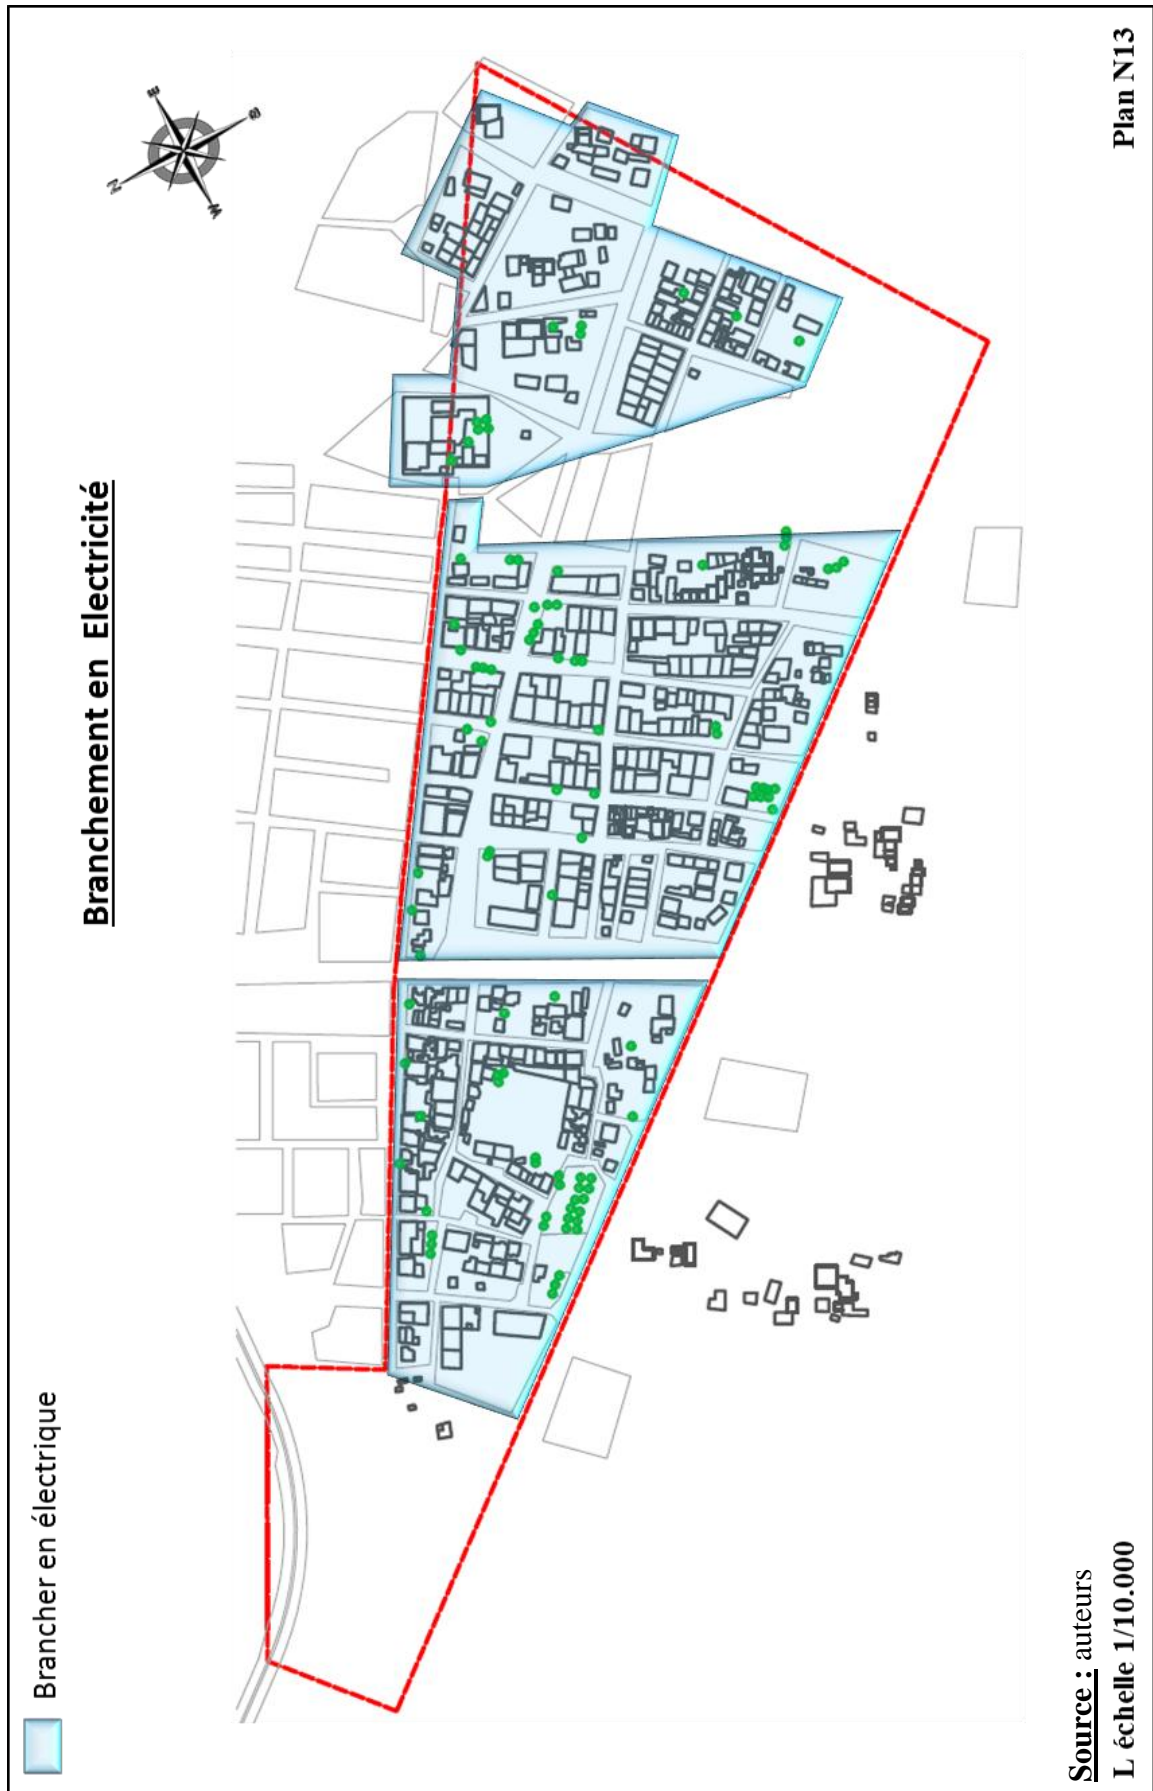 Branchement en Electricité
N
E
S
W
Brancher en électrique
Source : auteurs
L échelle 1/10.000
Plan N13